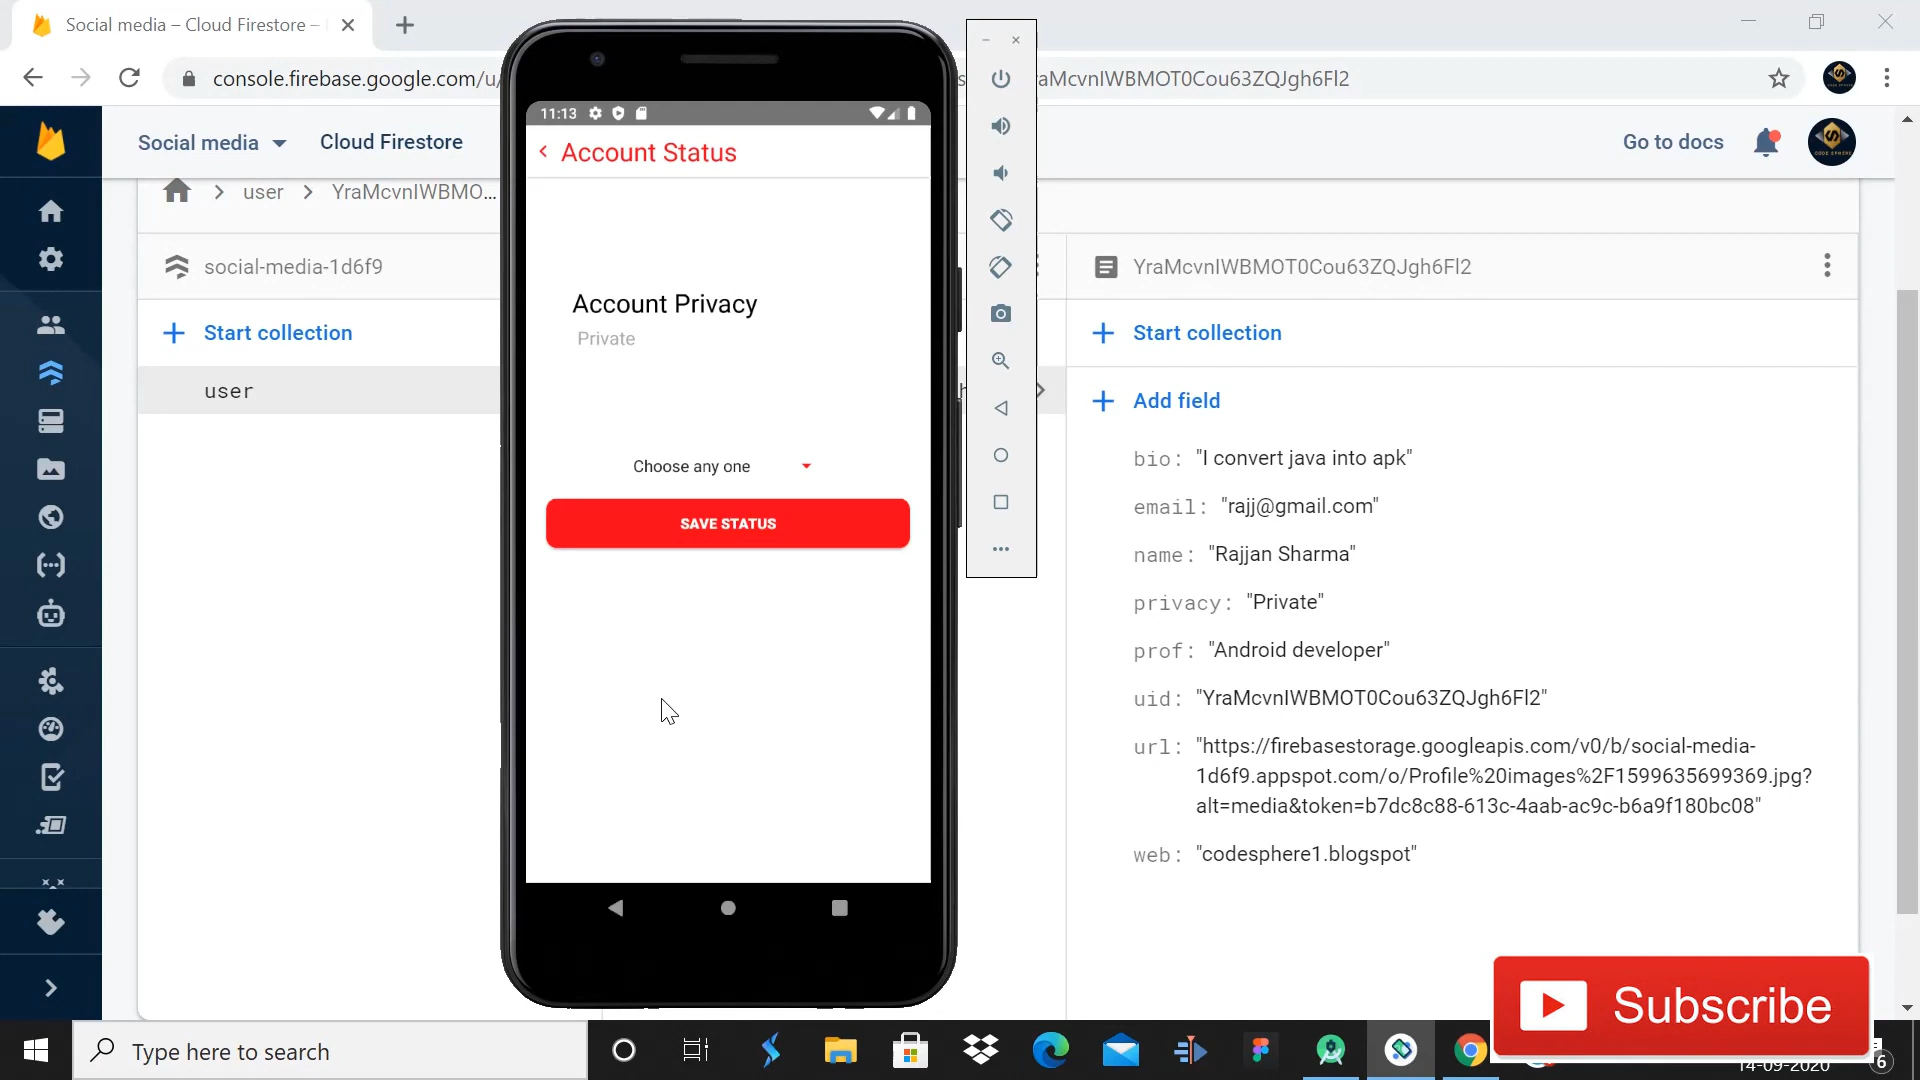 Social media – Cloud Firestore –
console.firebase.google.com/u/
aMcvnIWBMOT0Cou63ZQJgh6Fl2
Social media
Cloud Firestore
Go to docs
user
YraMcvnIWBMO...
social-media-1d6f9
Start collection
user
YraMcvnIWBMOT0Cou63ZQJgh6Fl2
Start collection
Add field
bio: "I convert java into apk"
email: "rajj@gmail.com"
name: "Rajjan Sharma"
privacy: "Private"
prof: "Android developer"
uid: "YraMcvnIWBMOT0Cou63ZQJgh6Fl2"
url: "https://firebasestorage.googleapis.com/v0/b/social-media-
1d6f9.appspot.com/o/Profile%20images%2F1599635699369.jpg?
alt=media&token=b7dc8c88-613c-4aab-ac9c-b6a9f180bc08"
web: "codesphere1.blogspot"
11:13
Account Status
Account Privacy
Private
Choose any one
SAVE STATUS
Subscribe
Type here to search
14-09-2020
6